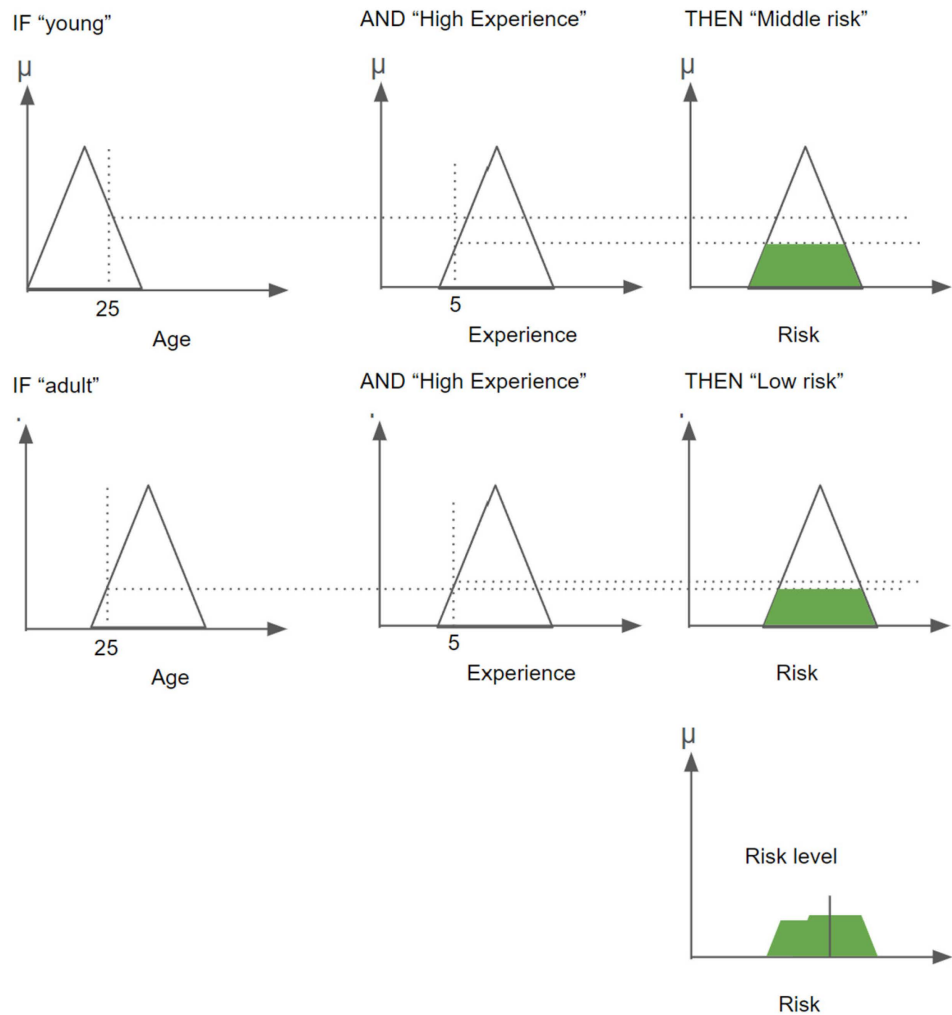 IF “young”
AND “High Experience”
THEN “Middle risk”
μ
μ
μ
25
5
Age
Experience
Risk
IF “adult”
AND “High Experience”
THEN “Low risk”
25
5
Age
Experience
Risk
μ
Risk level
Risk